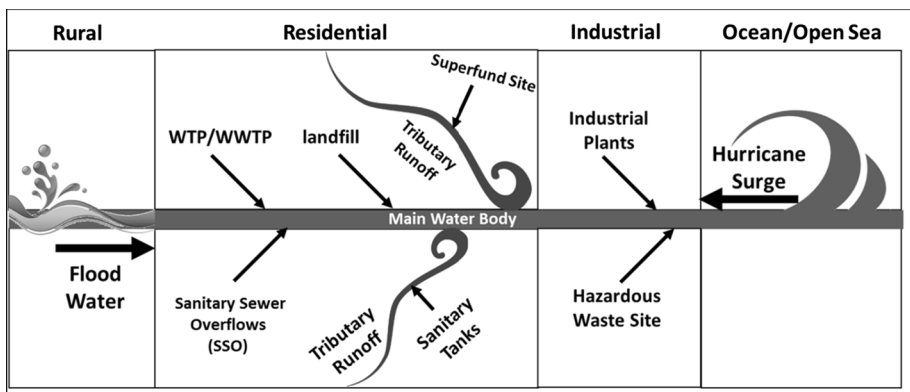 Rural
Residential
Industrial
Ocean/Open Sea
Superfund Site
WTP/WWTP
landfill
Tributary
Runoff
Industrial
Plants
Hurricane
Surge
Main Water Body
Flood
Water
Sanitary Sewer
Overflows
(SSO)
Tributary
Runoff
Sanitary
Tanks
Hazardous
Waste Site